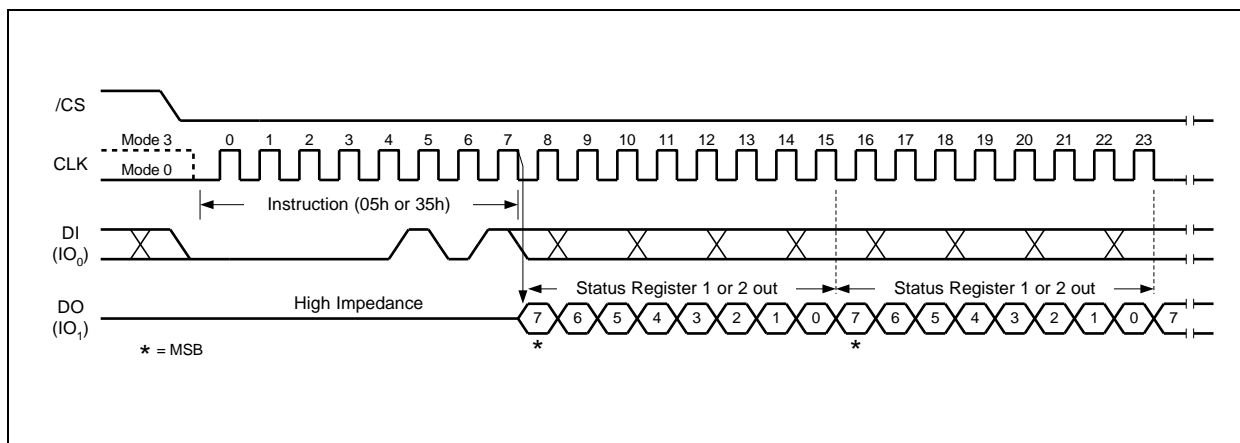 /CS
Mode 3
0 1 2 3 4 5 6 7 8 9 10 11 12 13 14 15 16 17 18 19 20 21 22 23
CLK
Mode 0
Instruction (05h or 35h)
DI
(IO0)
Status Register 1 or 2 out Status Register 1 or 2 out
High Impedance
DO
(IO1)
7 6 5 4 3 2 1 0 7 6 5 4 3 2 1 0 7
* *
* = MSB